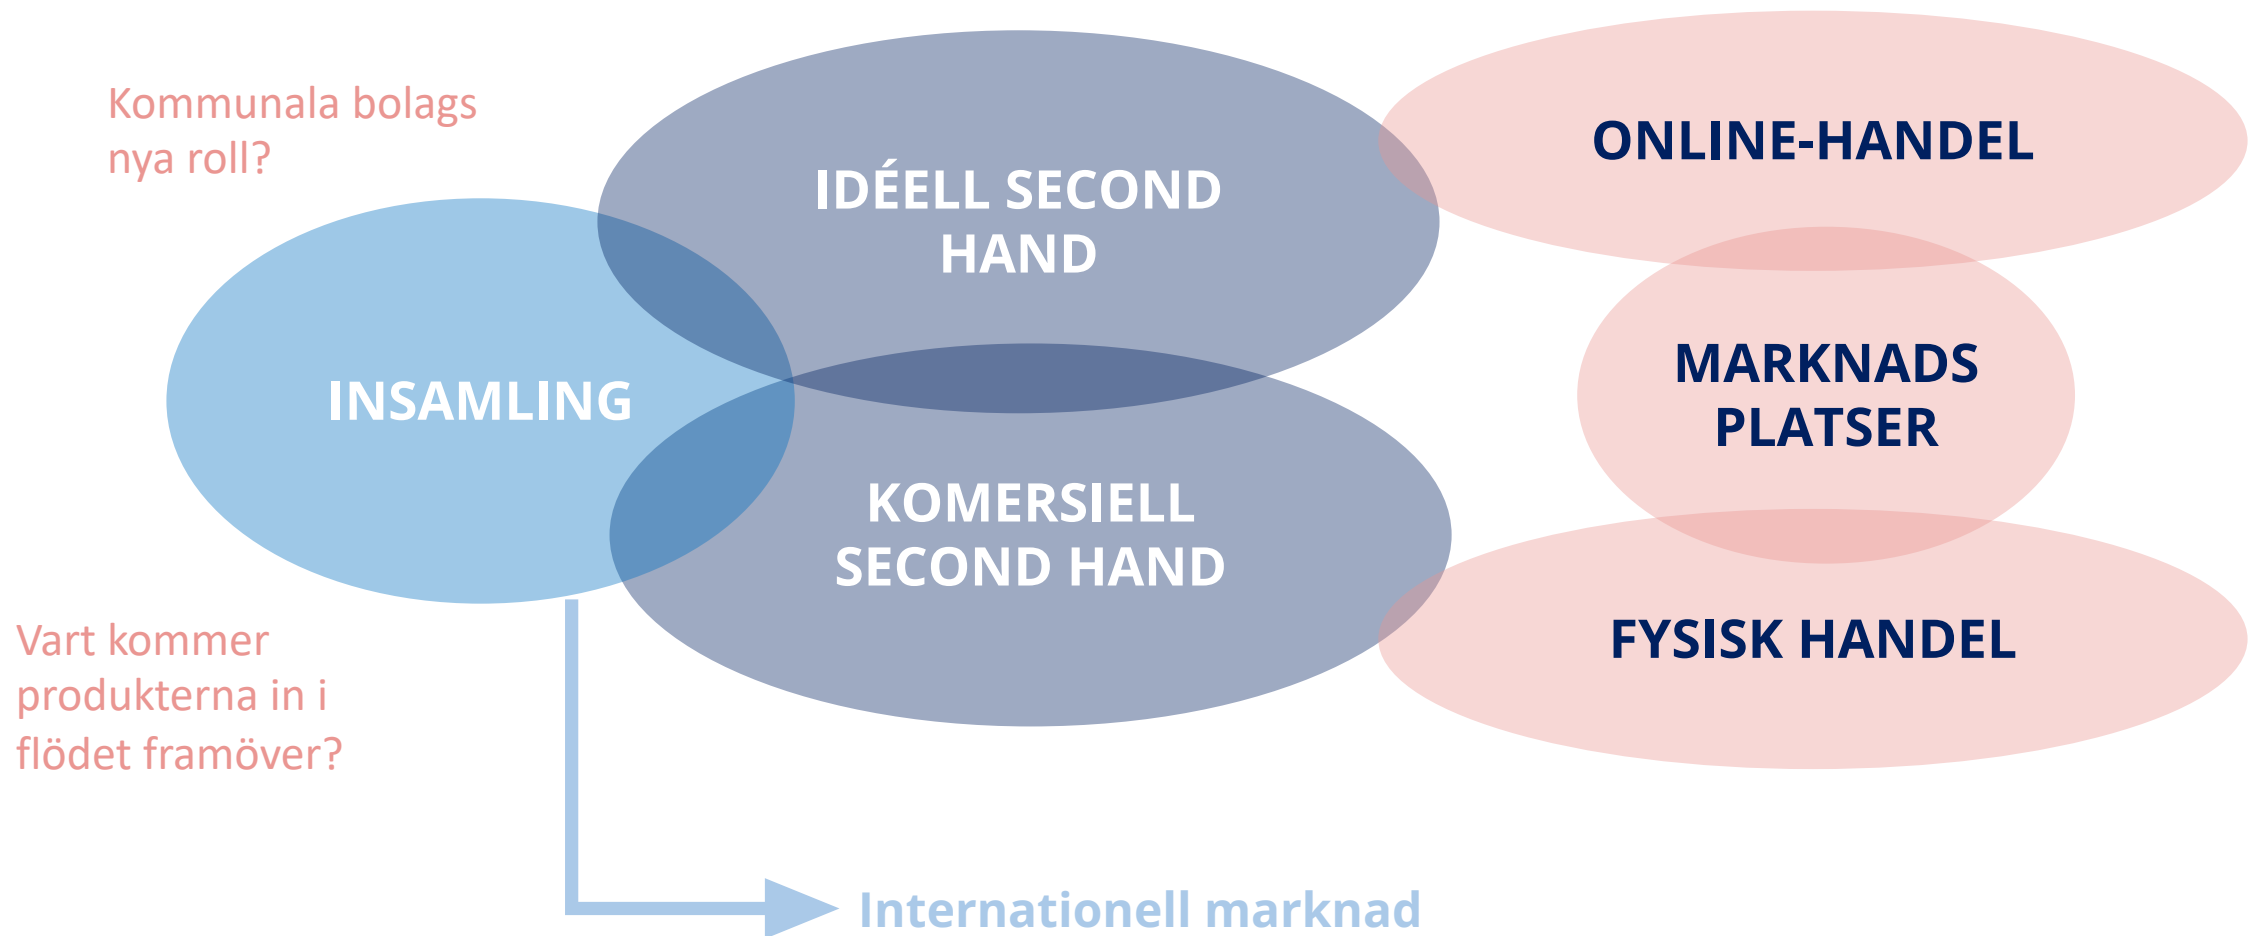 Kommunala bolags
nya roll?
IDÉELL SECOND
HAND
ONLINE-HANDEL
INSAMLING
MARKNADS
PLATSER
KOMERSIELL
SECOND HAND
FYSISK HANDEL
Vart kommer
produkterna in i
flödet framöver?
Internationell marknad